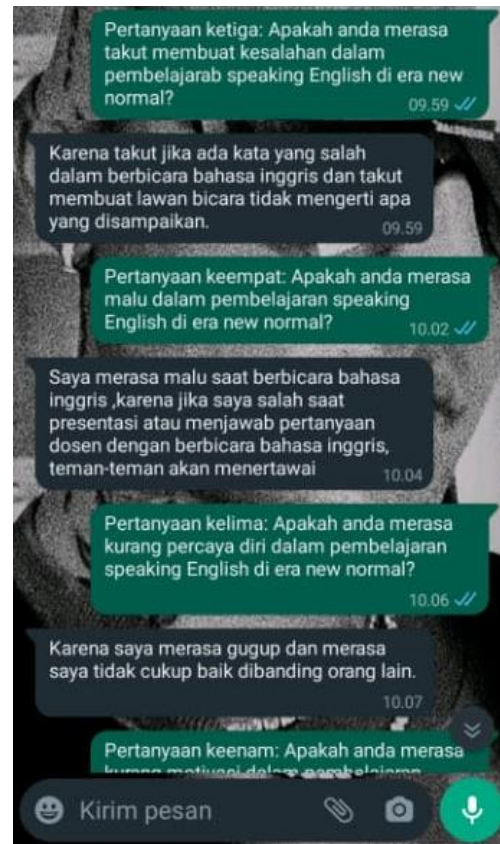 Pertanyaan ketiga: Apakah anda merasa
takut membuat kesalahan dalam
pembelajarab speaking English di era new
normal?
09.59
Karena takut jika ada kata yang salah
dalam berbicara bahasa inggris dan takut
membuat lawan bicara tidak mengerti apa
yang disampaikan.
09.59
Pertanyaan keempat: Apakah anda merasa
malu dalam pembelajaran speaking
English di era new normal?
10.02
Saya merasa malu saat berbicara bahasa
inggris ,karena jika saya salah saat
presentasi atau menjawab pertanyaan
dosen dengan berbicara bahasa inggris,
teman-teman akan menertawai
10.04
Pertanyaan kelima: Apakah anda merasa
kurang percaya diri dalam pembelajaran
speaking English di era new normal?
10.06
Karena saya merasa gugup dan merasa
saya tidak cukup baik dibanding orang lain.
10.07
Pertanyaan keenam: Apakah anda merasa
kurang motivasi dalam pembelajaran
Kirim pesan